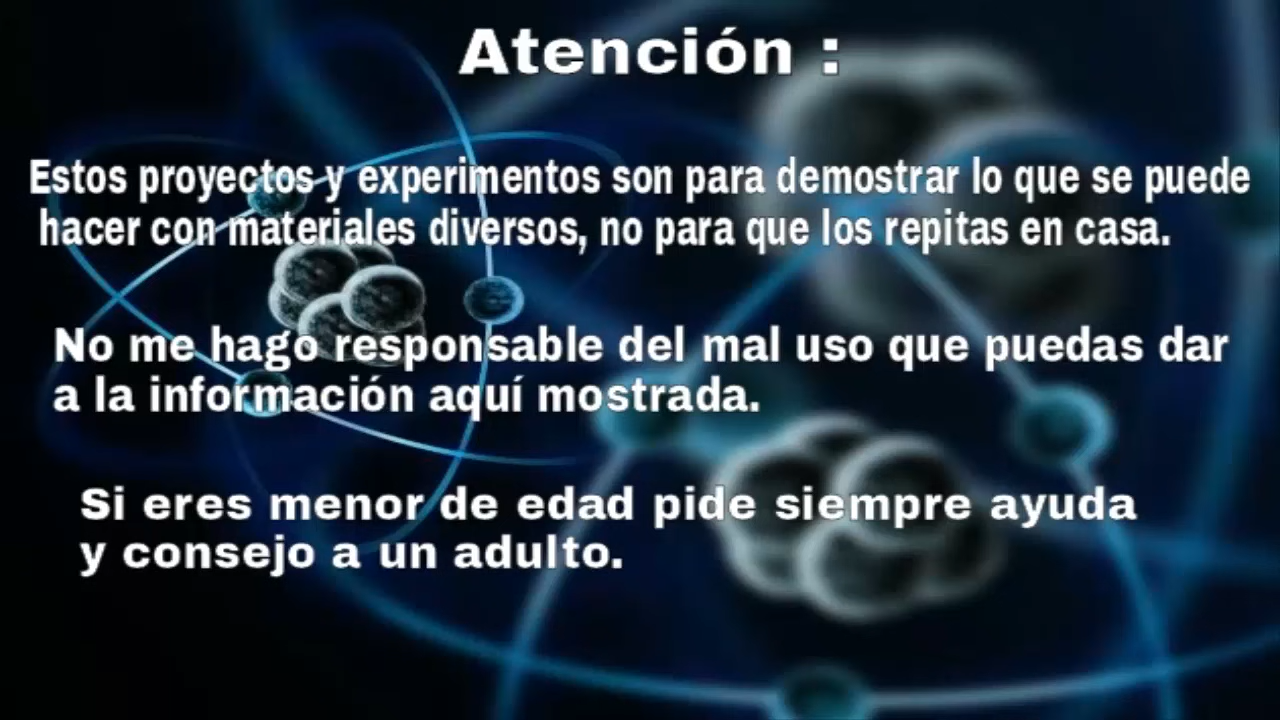 Atención :
Estos proyectos y experimentos son para demostrar lo que se puede
hacer con materiales diversos, no para que los repitas en casa.
No me hago responsable del mal uso que puedas dar
a la información aquí mostrada.
Si eres menor de edad pide siempre ayuda
y consejo a un adulto.